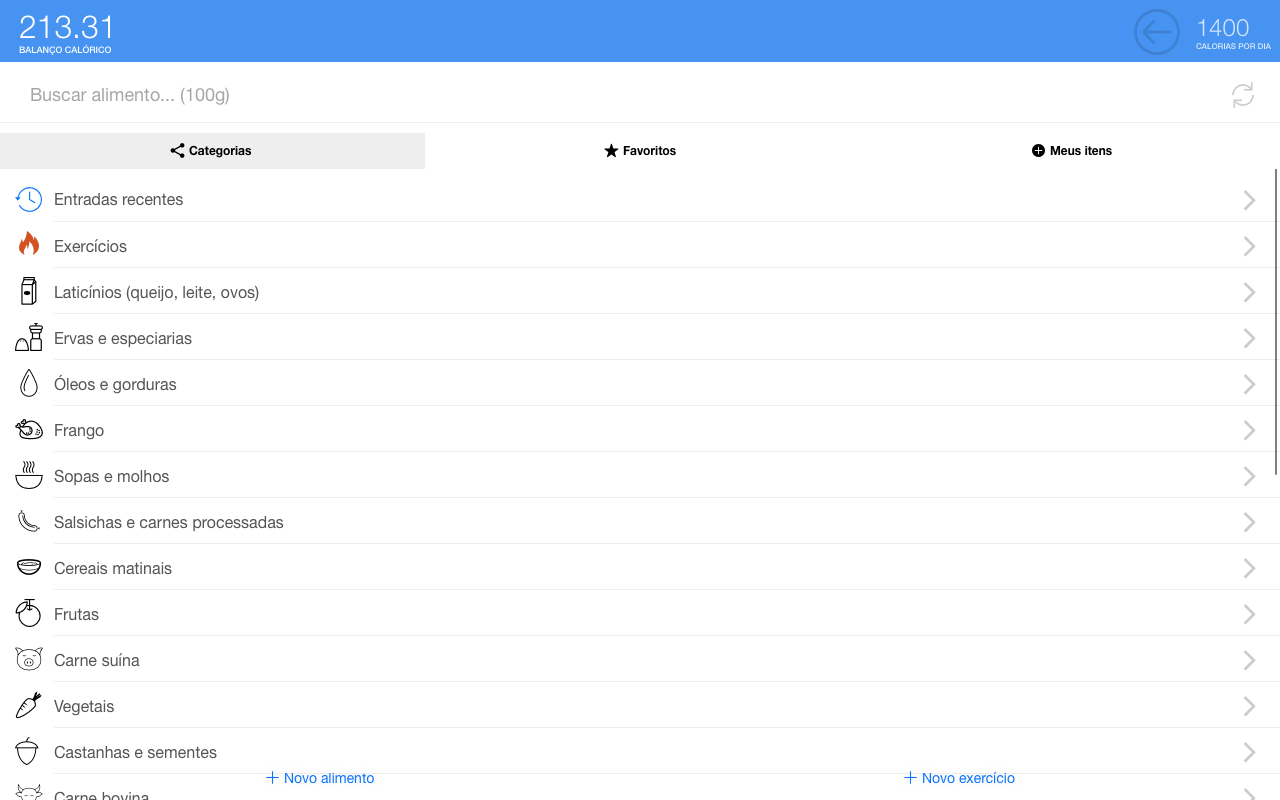 213.31
BALANÇO CALÓRICO
1400
CALORIAS POR DIA
Buscar alimento... (100g)
Categorias
Favoritos
Meus itens
Entradas recentes
Exercícios
Laticínios (queijo, leite, ovos)
Ervas e especiarias
Óleos e gorduras
Frango
Sopas e molhos
Salsichas e carnes processadas
Cereais matinais
Frutas
Carne suína
Vegetais
Castanhas e sementes
Novo alimento
Novo exercício
Carne bovina